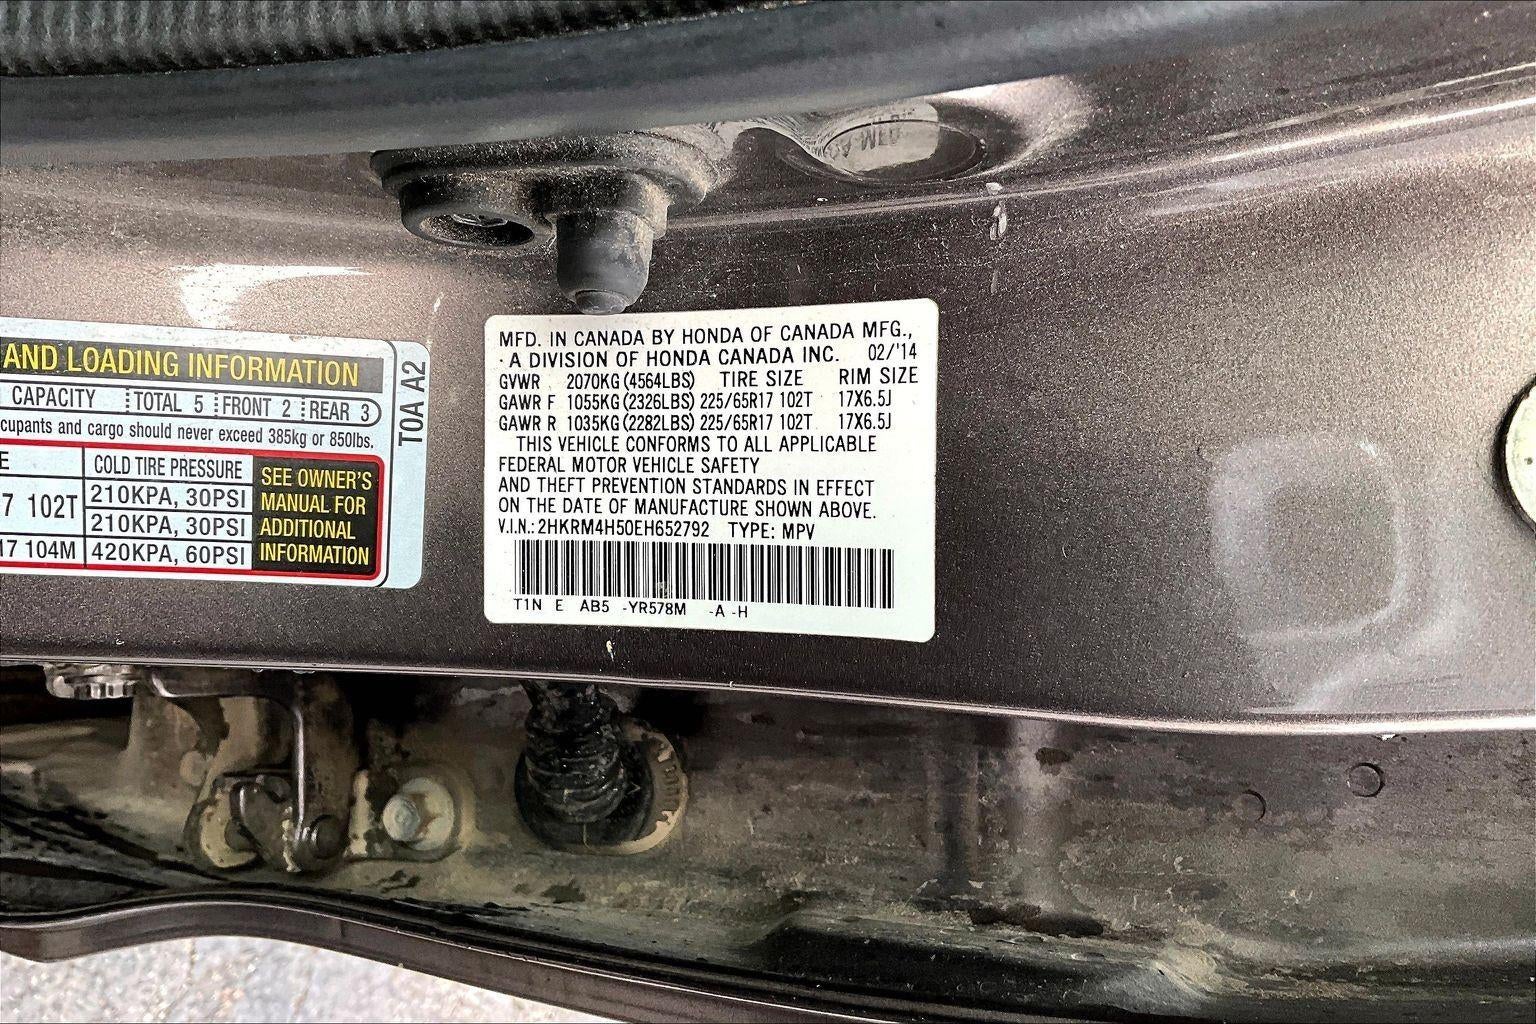 AND LOADING INFORMATION
CAPACITY TOTAL 5 FRONT 2 REAR 3
cupants and cargo should never exceed 385kg or 850lbs.
E COLD TIRE PRESSURE
7 102T 210KPA, 30PSI
210KPA, 30PSI
17 104M 420KPA, 60PSI
SEE OWNER'S
MANUAL FOR
ADDITIONAL
INFORMATION
T0A A2
MFD. IN CANADA BY HONDA OF CANADA MFG.,
· A DIVISION OF HONDA CANADA INC. 02/'14
GVWR 2070KG (4564LBS) TIRE SIZE RIM SIZE
GAWR F 1055KG (2326LBS) 225/65R17 102T 17X6.5J
GAWR R 1035KG (2282LBS) 225/65R17 102T 17X6.5J
THIS VEHICLE CONFORMS TO ALL APPLICABLE
FEDERAL MOTOR VEHICLE SAFETY
AND THEFT PREVENTION STANDARDS IN EFFECT
ON THE DATE OF MANUFACTURE SHOWN ABOVE.
V.I.N.: 2HKRM4H50EH652792 TYPE: MPV
T1N E AB5 -YR578M -A -H